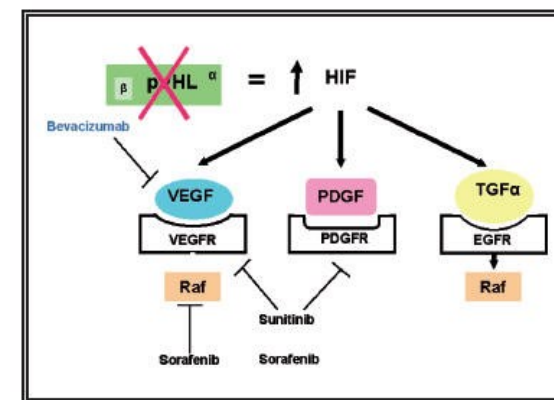 β pVHL α = HIF
Bevacizumab
VEGF PDGF TGFα
VEGFR PDGFR EGFR
Raf Raf
Sunitinib
Sorafenib Sorafenib